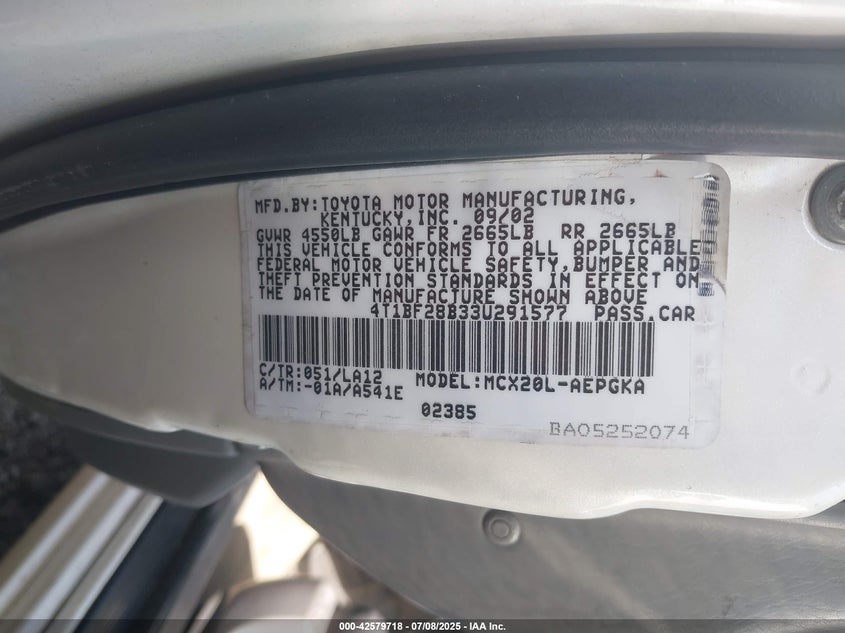 MFD.BY:TOYOTA MOTOR MANUFACTURING,
KENTUCKY,INC. 09/02
GVWR 4550LB GAWR FR 2665LB RR 2665LB
THIS VEHICLE CONFORMS TO ALL APPLICABLE
FEDERAL MOTOR VEHICLE SAFETY,BUMPER AND
THEFT PREVENTION STANDARDS IN EFFECT ON
THE DATE OF MANUFACTURE SHOWN ABOVE
4T1BF28B33U291577 PASS.CAR
C/TR:051/LA12 MODEL:MCX20L-AEPGKA
A/TM:-01A/A541E
02385
BA05252074
000-42579718 - 07/08/2025 - IAA Inc.